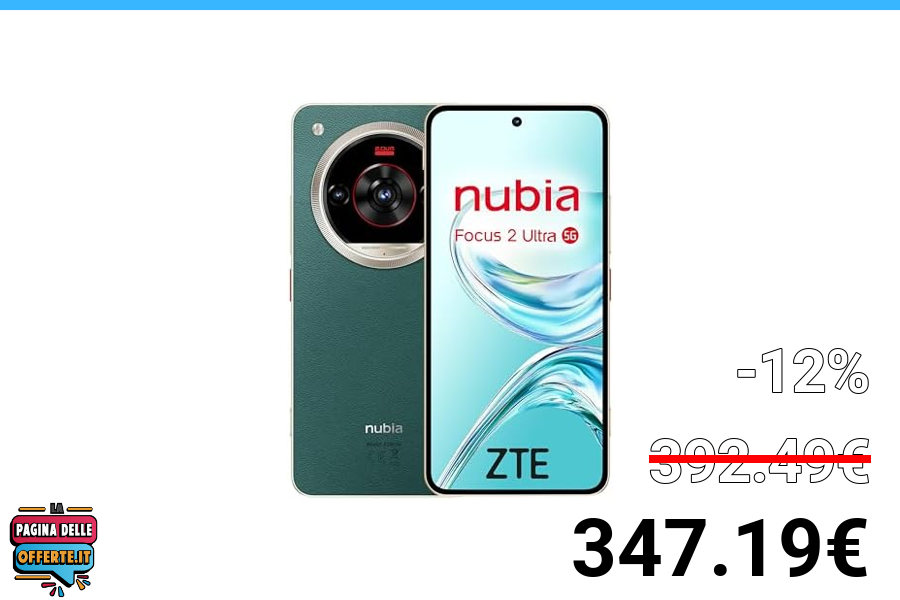 nubia
Focus 2 Ultra 5G
nubia
ZTE
-12%
392.49€
347.19€
LA
PAGINA DELLE
OFFERTE.IT